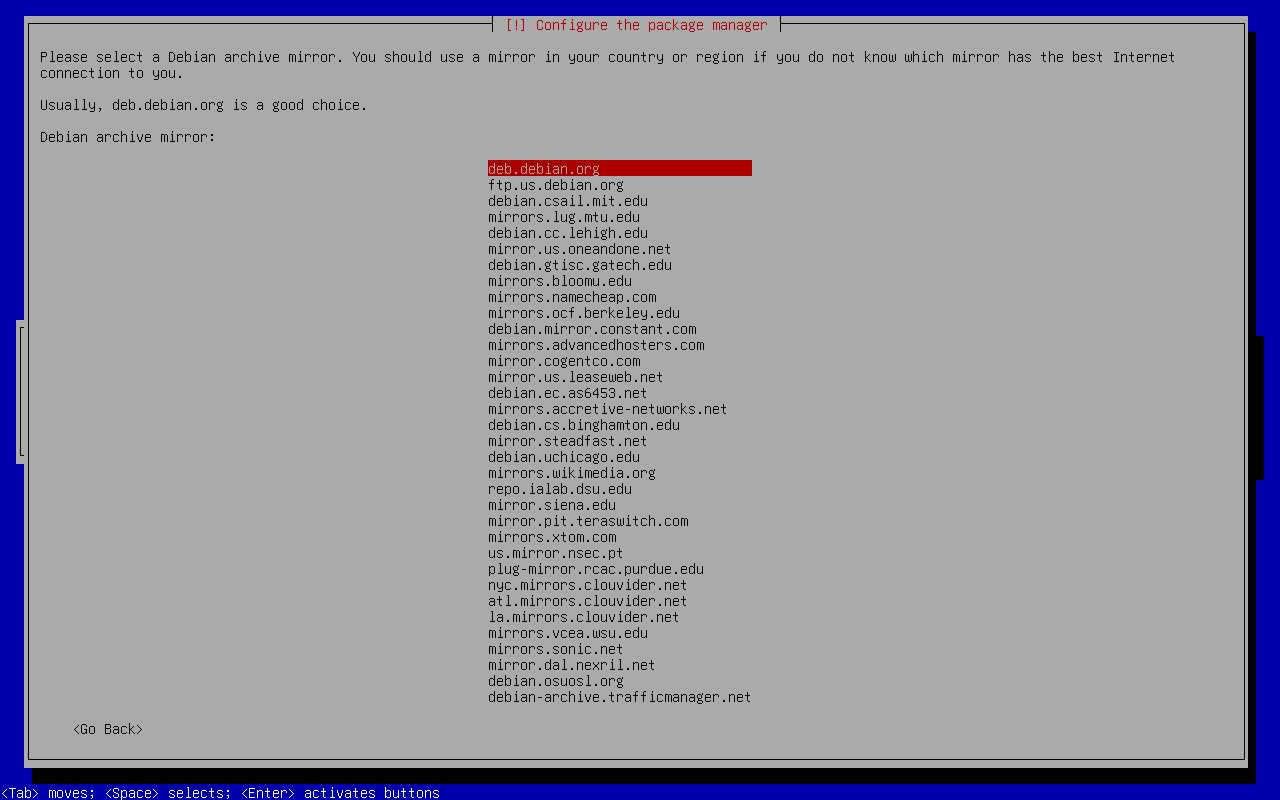 [!] Configure the package manager
Please select a Debian archive mirror. You should use a mirror in your country or region if you do not know which mirror has the best Internet
connection to you.
Usually, deb.debian.org is a good choice.
Debian archive mirror:
deb.debian.org
ftp.us.debian.org
debian.csail.mit.edu
mirrors.lug.mtu.edu
debian.cc.lehigh.edu
mirror.us.oneandone.net
debian.gtisc.gatech.edu
mirrors.bloomu.edu
mirrors.namecheap.com
mirrors.ocf.berkeley.edu
debian.mirror.constant.com
mirrors.advancedhosters.com
mirror.cogentco.com
mirror.us.leaseweb.net
debian.ec.as6453.net
mirrors.accretive-networks.net
debian.cs.binghamton.edu
mirror.steadfast.net
debian.uchicago.edu
mirrors.wikimedia.org
repo.ialab.dsu.edu
mirror.siena.edu
mirror.pit.teraswitch.com
mirrors.xtom.com
us.mirror.nsec.pt
plug-mirror.rcac.purdue.edu
nyc.mirrors.clouvider.net
atl.mirrors.clouvider.net
la.mirrors.clouvider.net
mirrors.vcea.wsu.edu
mirrors.sonic.net
mirror.dal.nexril.net
debian.osuosl.org
debian-archive.trafficmanager.net
<Go Back>
<Tab> moves; <Space> selects; <Enter> activates buttons